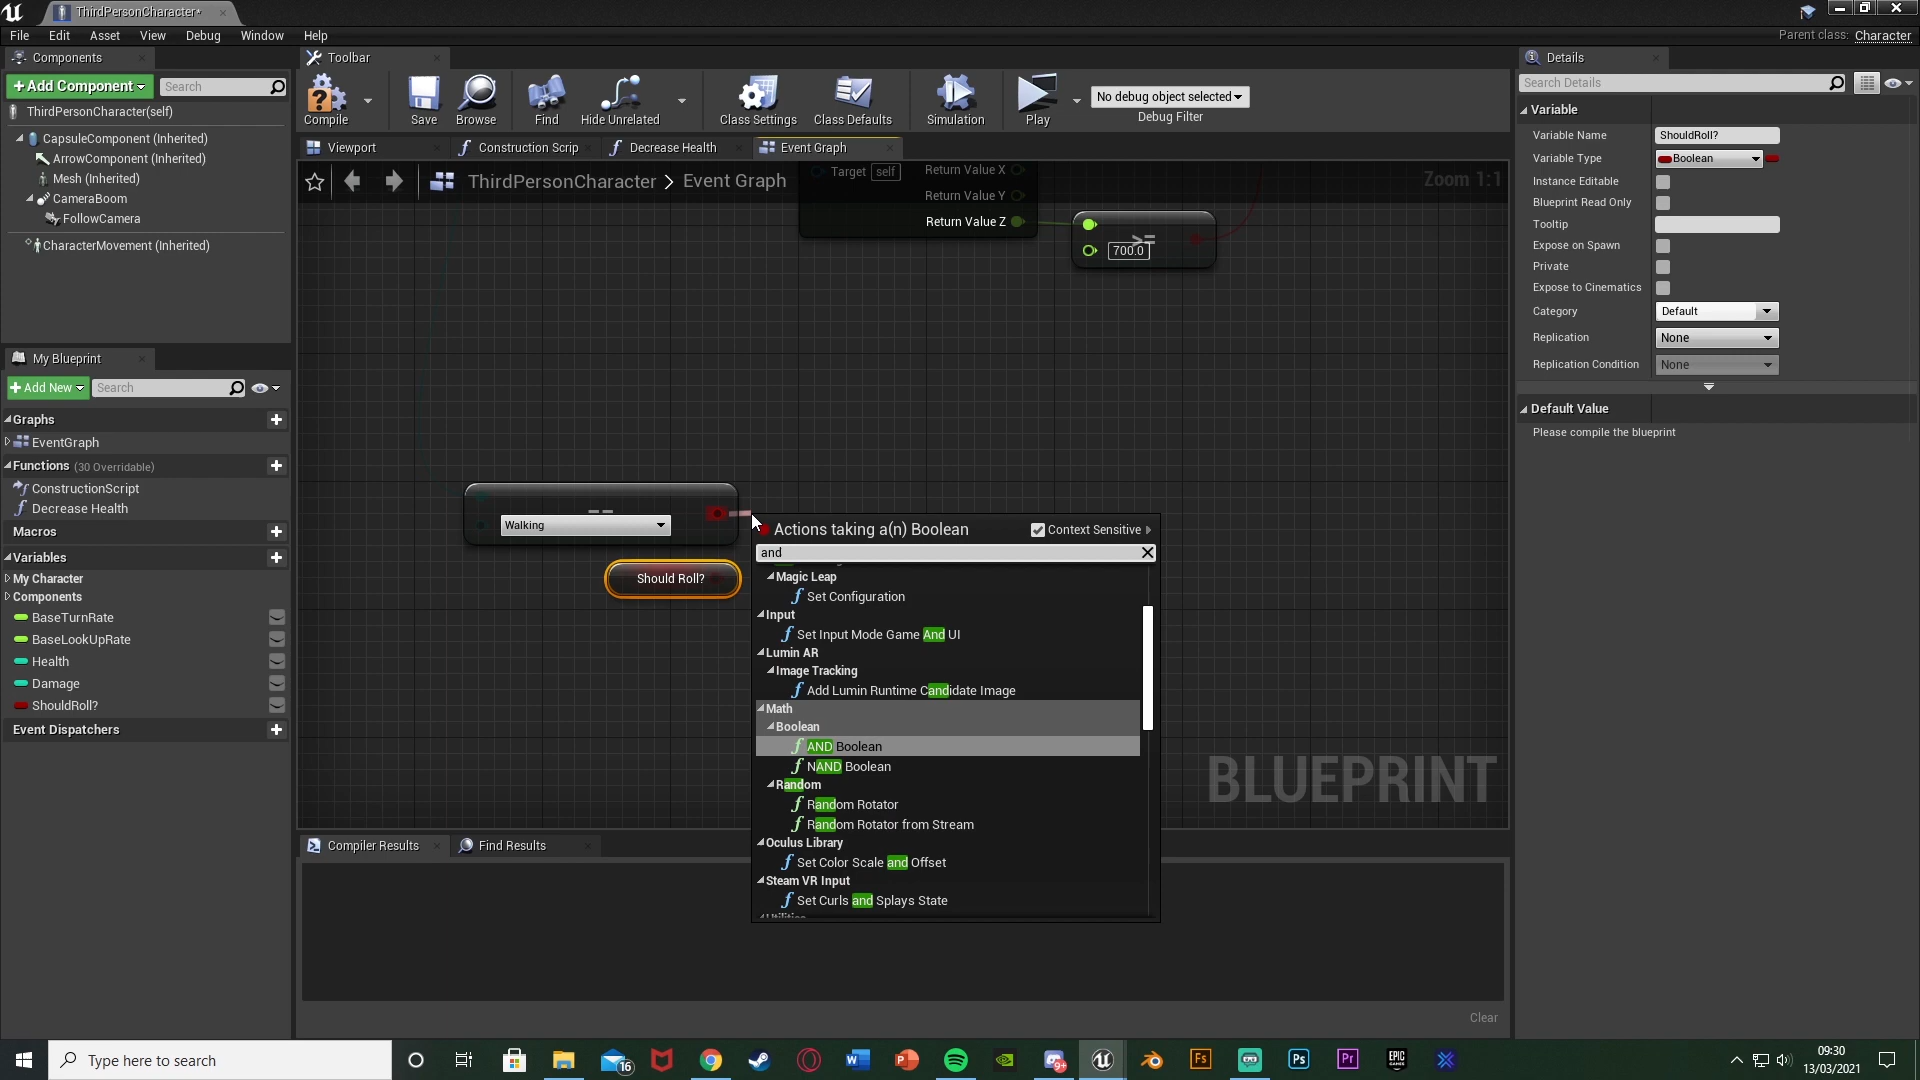 ThirdPersonCharacter*
File Edit Asset View Debug Window Help
Parent class: Character
Components
+Add Component
Search
ThirdPersonCharacter(self)
CapsuleComponent (Inherited)
ArrowComponent (Inherited)
Mesh (Inherited)
CameraBoom
FollowCamera
CharacterMovement (Inherited)
My Blueprint
+Add New
Search
Graphs
EventGraph
Functions (30 Overridable)
ConstructionScript
Decrease Health
Macros
Variables
My Character
Components
BaseTurnRate
BaseLookUpRate
Health
Damage
ShouldRoll?
Event Dispatchers
Toolbar
Compile
Save
Browse
Find
Hide Unrelated
Class Settings
Class Defaults
Simulation
Play
No debug object selected
Debug Filter
Viewport
Construction Scrip
Decrease Health
Event Graph
ThirdPersonCharacter > Event Graph
Zoom 1:1
Target self
Return Value X
Return Value Y
Return Value Z
>=
700.0
==
Walking
Should Roll?
Actions taking a(n) Boolean
Context Sensitive
and
Magic Leap
Set Configuration
Input
Set Input Mode Game And UI
Lumin AR
Image Tracking
Add Lumin Runtime Candidate Image
Math
Boolean
AND Boolean
NAND Boolean
Random
Random Rotator
Random Rotator from Stream
Oculus Library
Set Color Scale and Offset
Steam VR Input
Set Curls and Splays State
Utilities
BLUEPRINT
Compiler Results
Find Results
Clear
Details
Search Details
Variable
Variable Name ShouldRoll?
Variable Type Boolean
Instance Editable
Blueprint Read Only
Tooltip
Expose on Spawn
Private
Expose to Cinematics
Category Default
Replication None
Replication Condition None
Default Value
Please compile the blueprint
Type here to search
16
9+
Fs
Ps
Pr
EPIC
09:30
13/03/2021